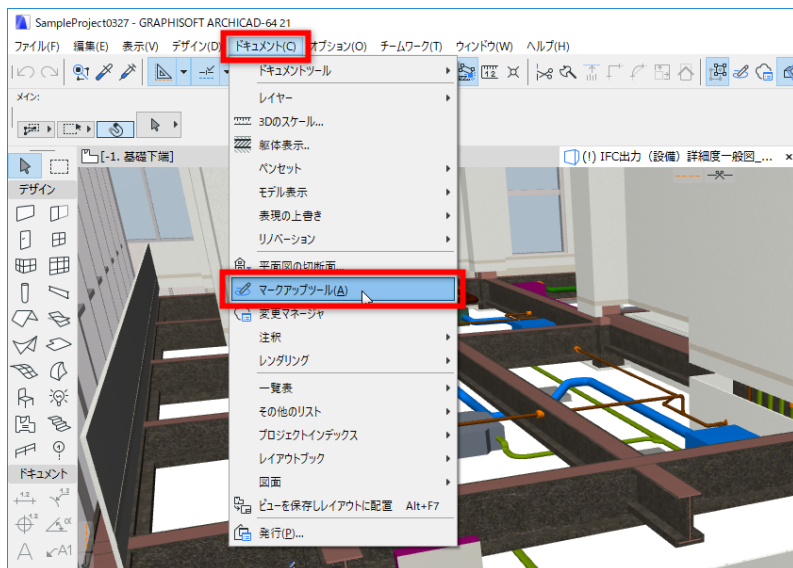 SampleProject0327 - GRAPHISOFT ARCHICAD-64 21
ファイル(F) 編集(E) 表示(V) デザイン(D) ドキュメント(C) オプション(O) チームワーク(T) ウィンドウ(W) ヘルプ(H)
メイン:
[-1. 基礎下端]
(!) IFC出力（設備）詳細度一般図_...
デザイン
ドキュメント
1.2
1.2
1.2
α
A
A1
ドキュメントツール
レイヤー
3Dのスケール...
躯体表示..
ペンセット
モデル表示
表現の上書き
リノベーション
平面図の切断面...
マークアップツール(A)
変更マネージャ
注釈
レンダリング
一覧表
その他のリスト
プロジェクトインデックス
レイアウトブック
図面
ビューを保存しレイアウトに配置 Alt+F7
発行(P)...